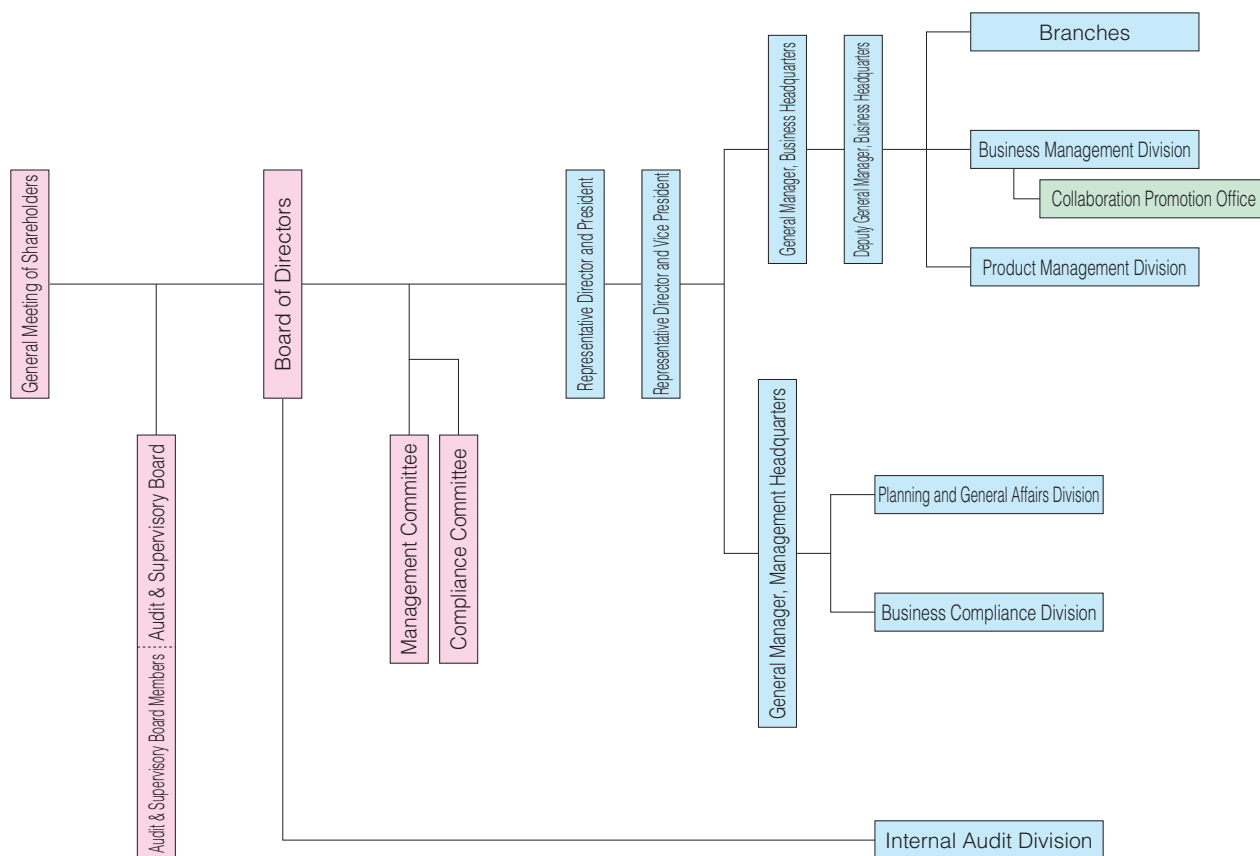 General Meeting of Shareholders
Audit & Supervisory Board
Audit & Supervisory Board Members
Board of Directors
Management Committee
Compliance Committee
Representative Director and President
Representative Director and Vice President
General Manager, Business Headquarters
Deputy General Manager, Business Headquarters
Branches
Business Management Division
Collaboration Promotion Office
Product Management Division
General Manager, Management Headquarters
Planning and General Affairs Division
Business Compliance Division
Internal Audit Division